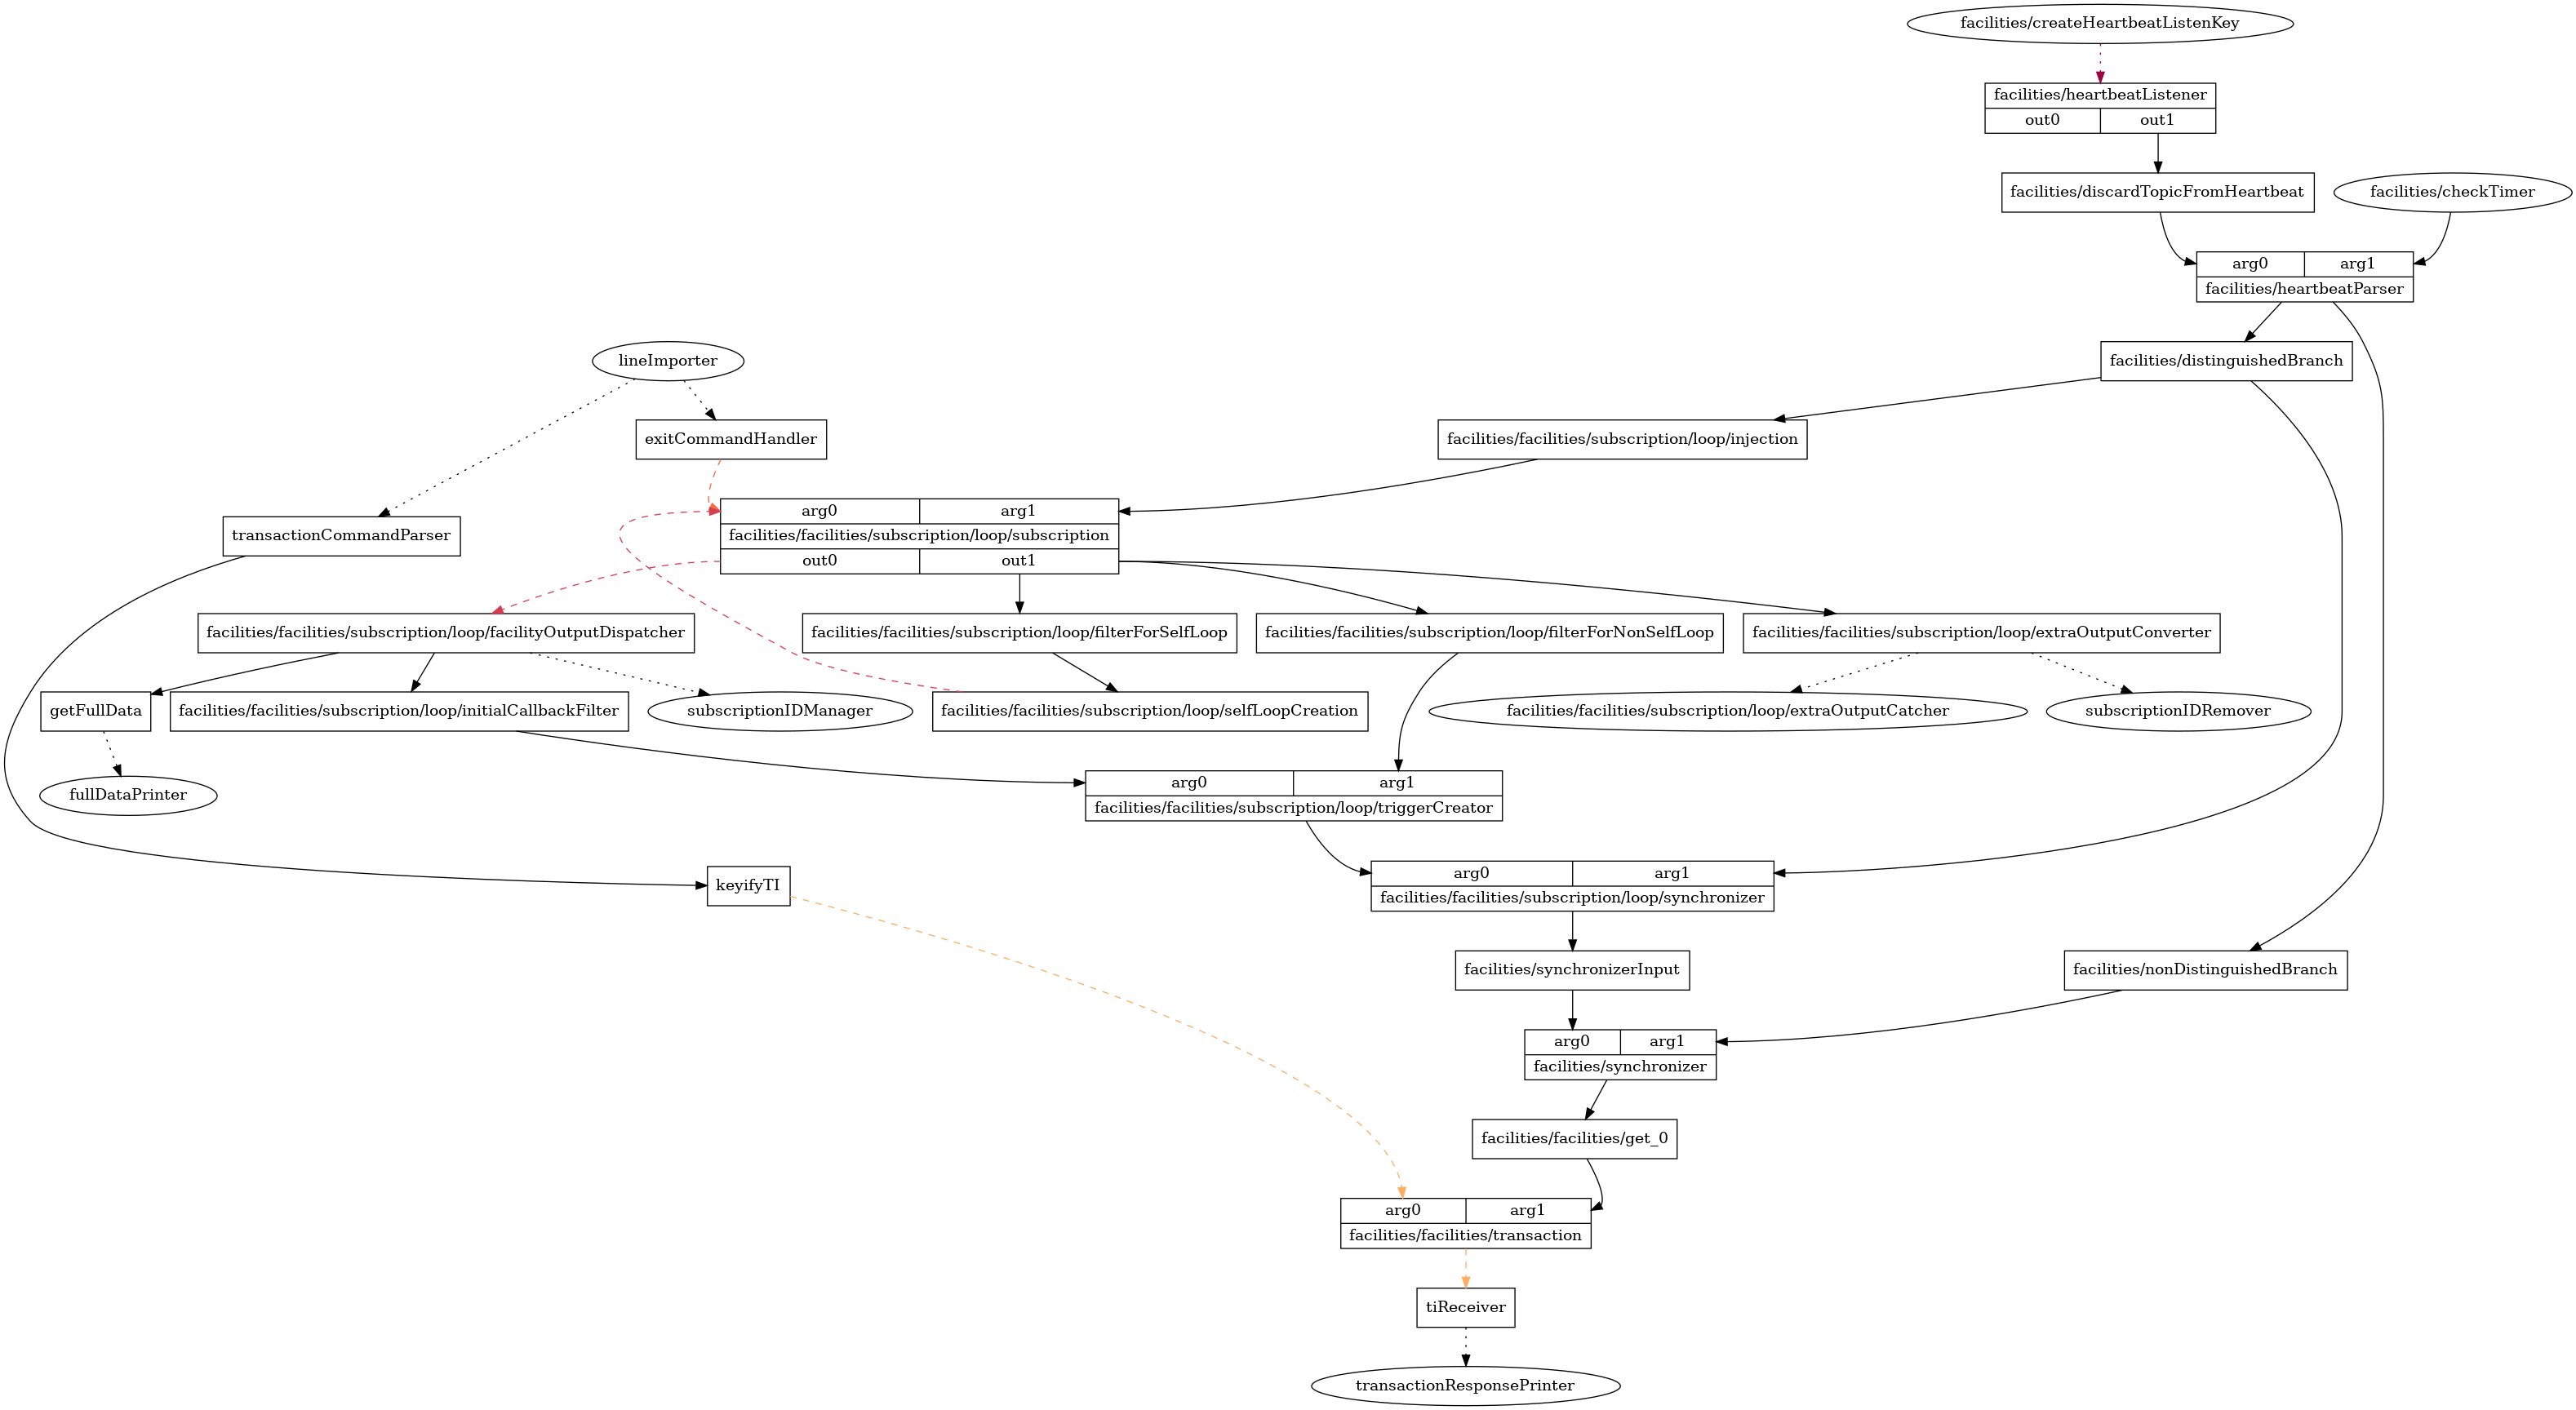 facilities/createHeartbeatListenKey
facilities/heartbeatListener
out0 out1
facilities/discardTopicFromHeartbeat
facilities/checkTimer
arg0 arg1
facilities/heartbeatParser
lineImporter
facilities/distinguishedBranch
exitCommandHandler
facilities/facilities/subscription/loop/injection
arg0 arg1
transactionCommandParser
facilities/facilities/subscription/loop/subscription
out0 out1
facilities/facilities/subscription/loop/facilityOutputDispatcher
facilities/facilities/subscription/loop/filterForSelfLoop
facilities/facilities/subscription/loop/filterForNonSelfLoop
facilities/facilities/subscription/loop/extraOutputConverter
getFullData
facilities/facilities/subscription/loop/initialCallbackFilter
subscriptionIDManager
facilities/facilities/subscription/loop/selfLoopCreation
facilities/facilities/subscription/loop/extraOutputCatcher
subscriptionIDRemover
fullDataPrinter
arg0 arg1
facilities/facilities/subscription/loop/triggerCreator
keyifyTI
arg0 arg1
facilities/facilities/subscription/loop/synchronizer
facilities/synchronizerInput
facilities/nonDistinguishedBranch
arg0 arg1
facilities/synchronizer
facilities/facilities/get_0
arg0 arg1
facilities/facilities/transaction
tiReceiver
transactionResponsePrinter